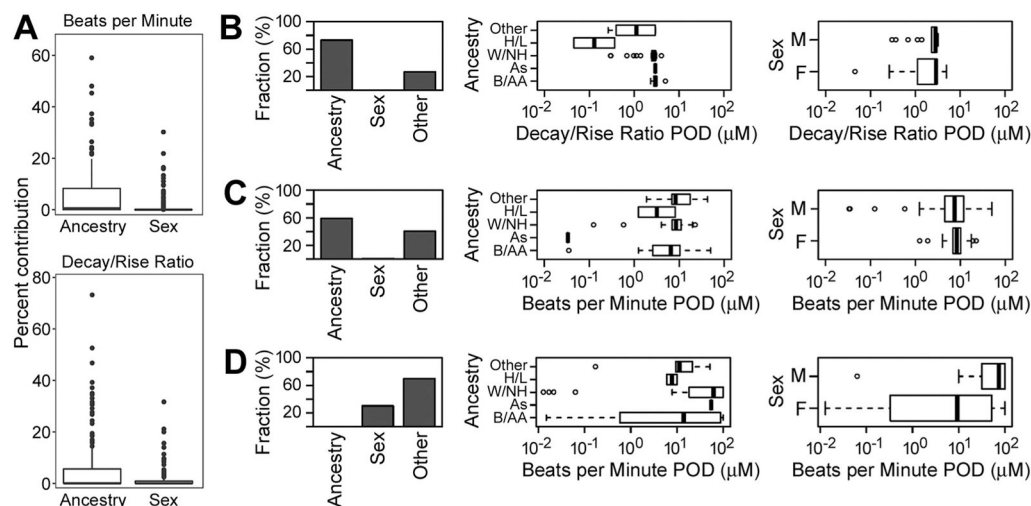 A
Beats per Minute
60
40
20
0
Ancestry
Sex
Decay/Rise Ratio
80
60
40
20
0
Ancestry
Sex
Percent contribution
B
Fraction (%)
100
60
20
Ancestry
Sex
Other
Ancestry
Other
H/L
W/NH
As
B/AA
10-2 10-1 100 101 102
Decay/Rise Ratio POD (μM)
Sex
M
F
10-2 10-1 100 101 102
Decay/Rise Ratio POD (μM)
C
Fraction (%)
100
60
20
Ancestry
Sex
Other
Ancestry
Other
H/L
W/NH
As
B/AA
10-2 10-1 100 101 102
Beats per Minute POD (μM)
Sex
M
F
10-2 10-1 100 101 102
Beats per Minute POD (μM)
D
Fraction (%)
100
60
20
Ancestry
Sex
Other
Ancestry
Other
H/L
W/NH
As
B/AA
10-2 10-1 100 101 102
Beats per Minute POD (μM)
Sex
M
F
10-2 10-1 100 101 102
Beats per Minute POD (μM)